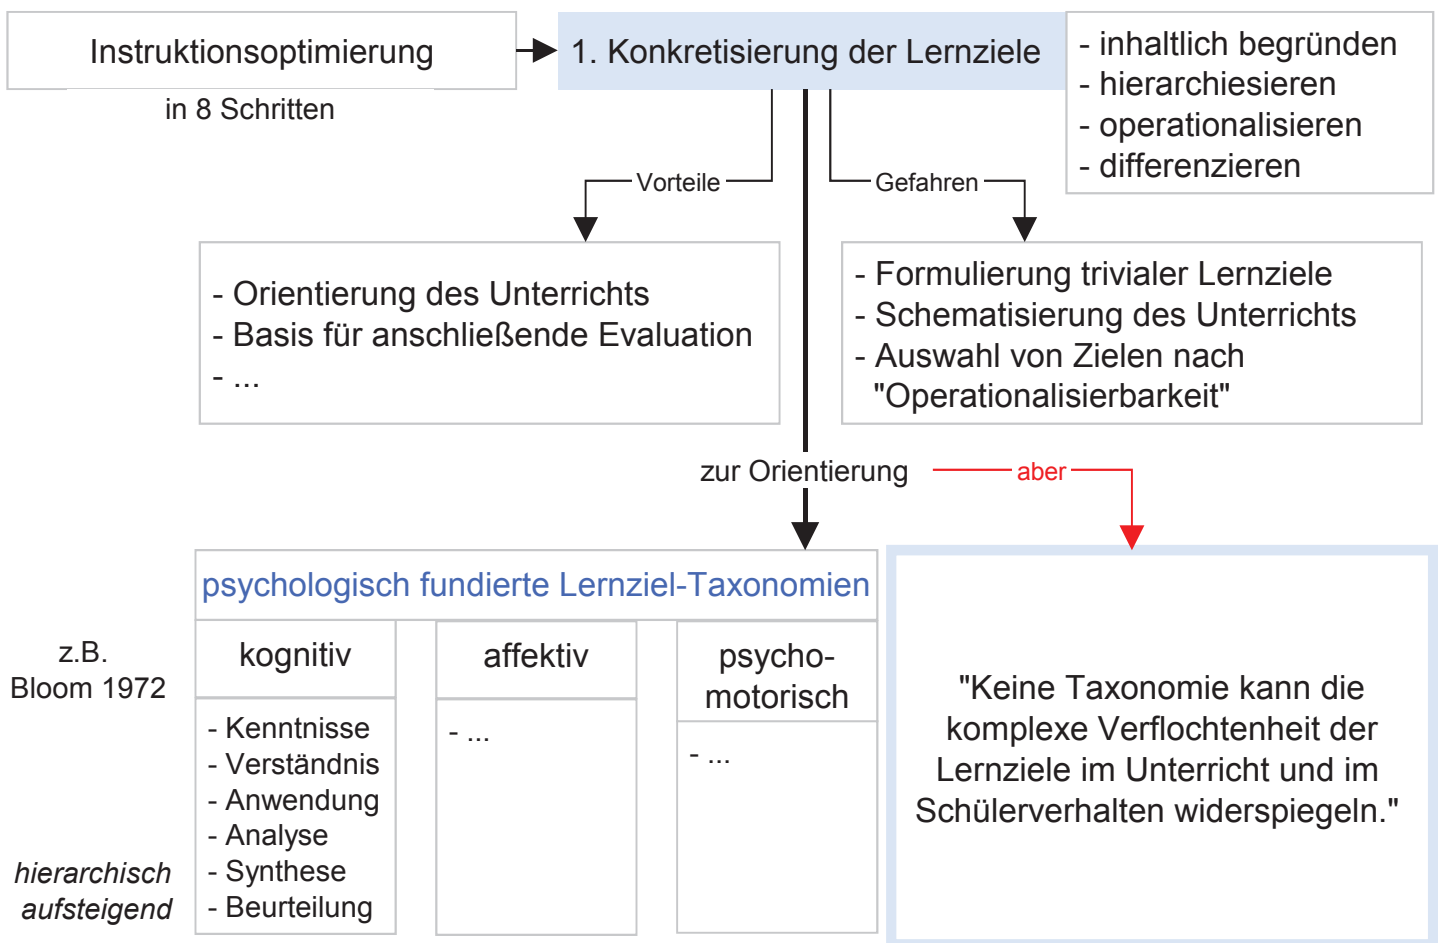 Instruktionsoptimierung
in 8 Schritten
1. Konkretisierung der Lernziele
- inhaltlich begründen
- hierarchiesieren
- operationalisieren
- differenzieren
Vorteile
Gefahren
- Orientierung des Unterrichts
- Basis für anschließende Evaluation
- ...
- Formulierung trivialer Lernziele
- Schematisierung des Unterrichts
- Auswahl von Zielen nach
"Operationalisierbarkeit"
zur Orientierung
aber
psychologisch fundierte Lernziel-Taxonomien
z.B.
Bloom 1972
hierarchisch
aufsteigend
kognitiv
- Kenntnisse
- Verständnis
- Anwendung
- Analyse
- Synthese
- Beurteilung
affektiv
- ...
psycho-
motorisch
- ...
"Keine Taxonomie kann die
komplexe Verflochtenheit der
Lernziele im Unterricht und im
Schülerverhalten widerspiegeln."